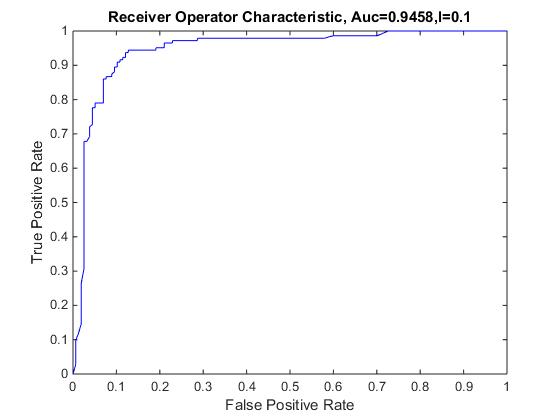 Receiver Operator Characteristic, Auc=0.9458,l=0.1
1
0.9
0.8
0.7
0.6
0.5
0.4
0.3
0.2
0.1
0
True Positive Rate
0 0.1 0.2 0.3 0.4 0.5 0.6 0.7 0.8 0.9 1
False Positive Rate